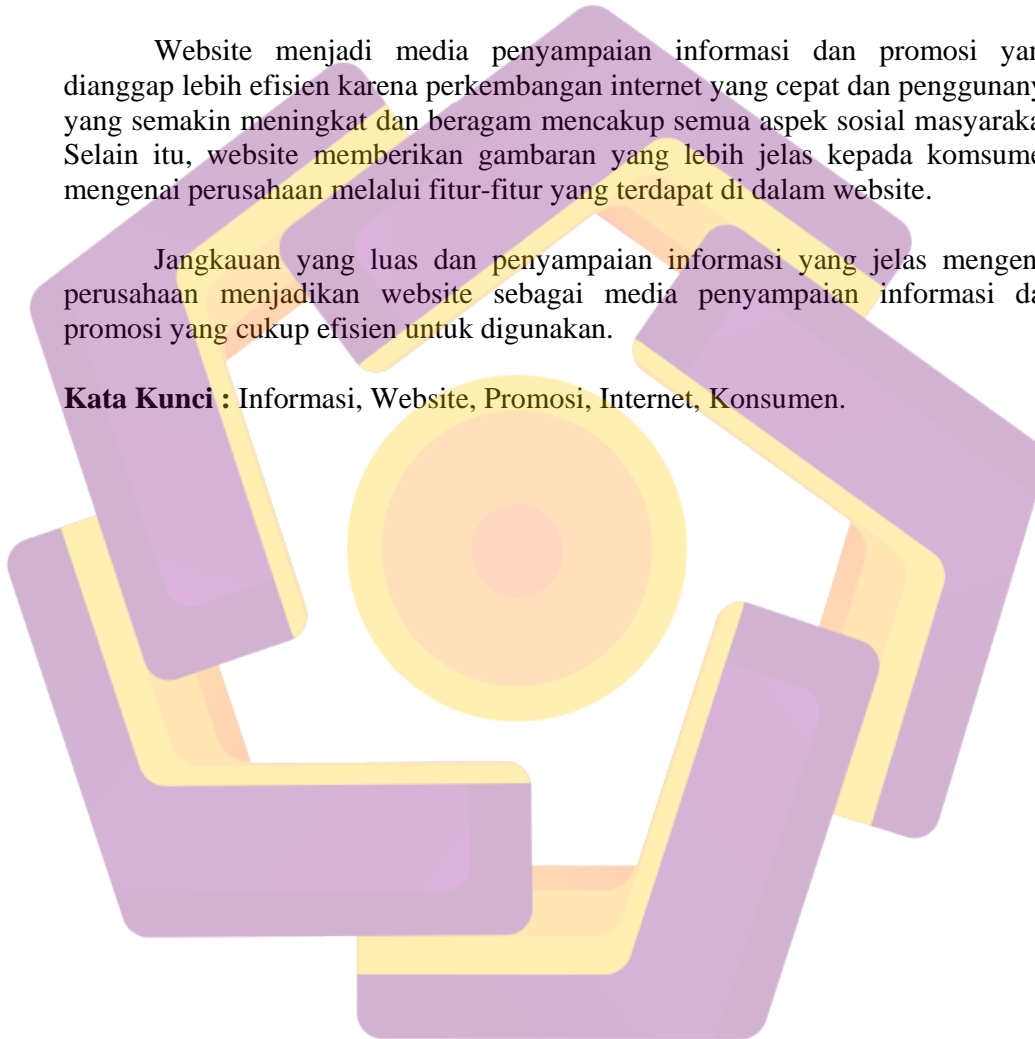 Website menjadi media penyampaian informasi dan promosi yan
dianggap lebih efisien karena perkembangan internet yang cepat dan penggunany
yang semakin meningkat dan beragam mencakup semua aspek sosial masyaraka
Selain itu, website memberikan gambaran yang lebih jelas kepada komsume
mengenai perusahaan melalui fitur-fitur yang terdapat di dalam website.
Jangkauan yang luas dan penyampaian informasi yang jelas mengen
perusahaan menjadikan website sebagai media penyampaian informasi da
promosi yang cukup efisien untuk digunakan.
Kata Kunci : Informasi, Website, Promosi, Internet, Konsumen.